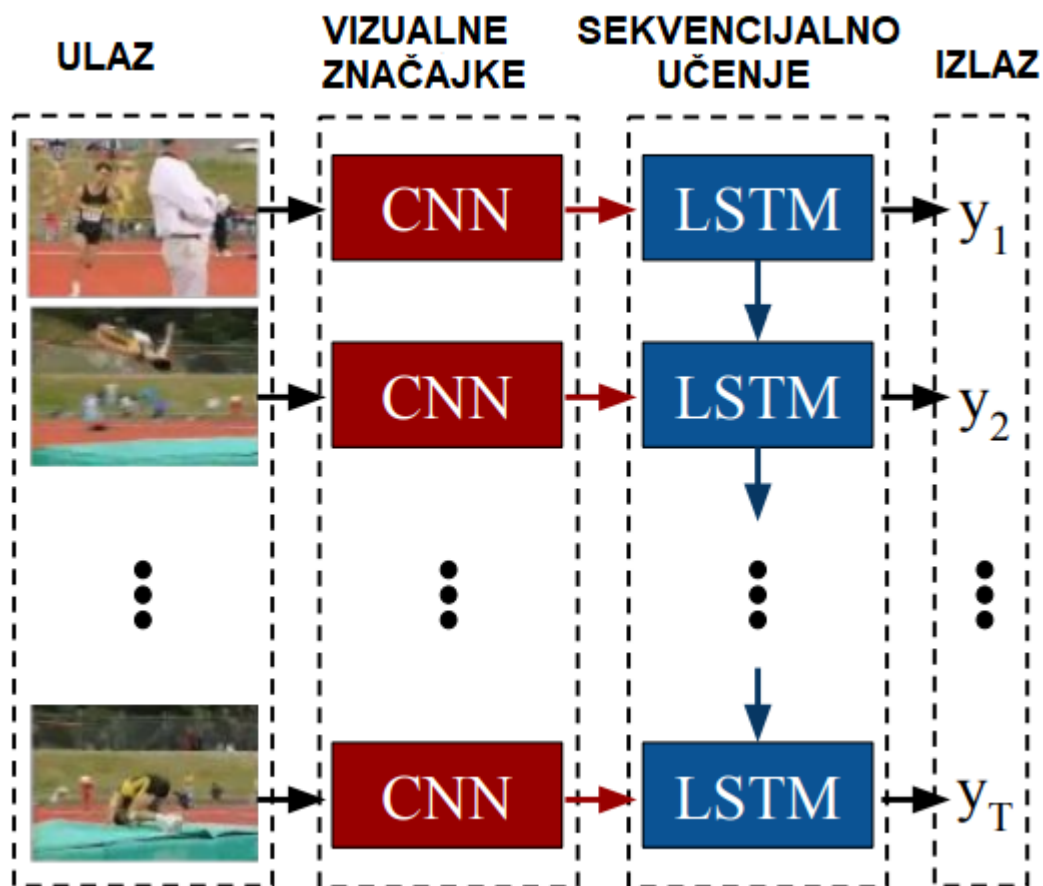 ULAZ
VIZUALNE
ZNAČAJKE
SEKVENCIJALNO
UČENJE
IZLAZ
CNN
LSTM
y1
CNN
LSTM
y2
CNN
LSTM
yT